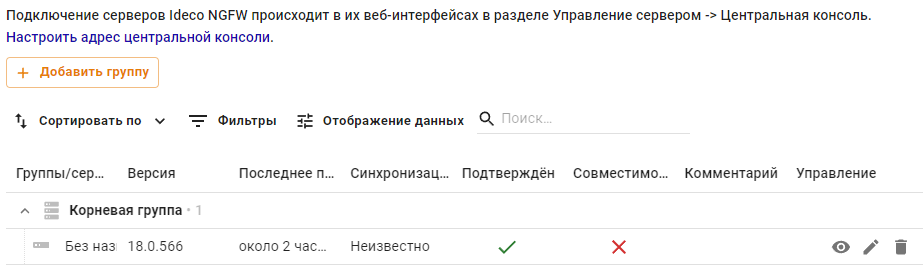 Подключение серверов Ideco NGFW происходит в их веб-интерфейсах в разделе Управление сервером -> Центральная консоль.
Настроить адрес центральной консоли.
+ Добавить группу
Сортировать по
Фильтры
Отображение данных
Поиск...
Группы/сер... Версия Последнее п... Синхронизац... Подтверждён Совместимо... Комментарий Управление
Корневая группа • 1
Без наз 18.0.566 около 2 час... Неизвестно